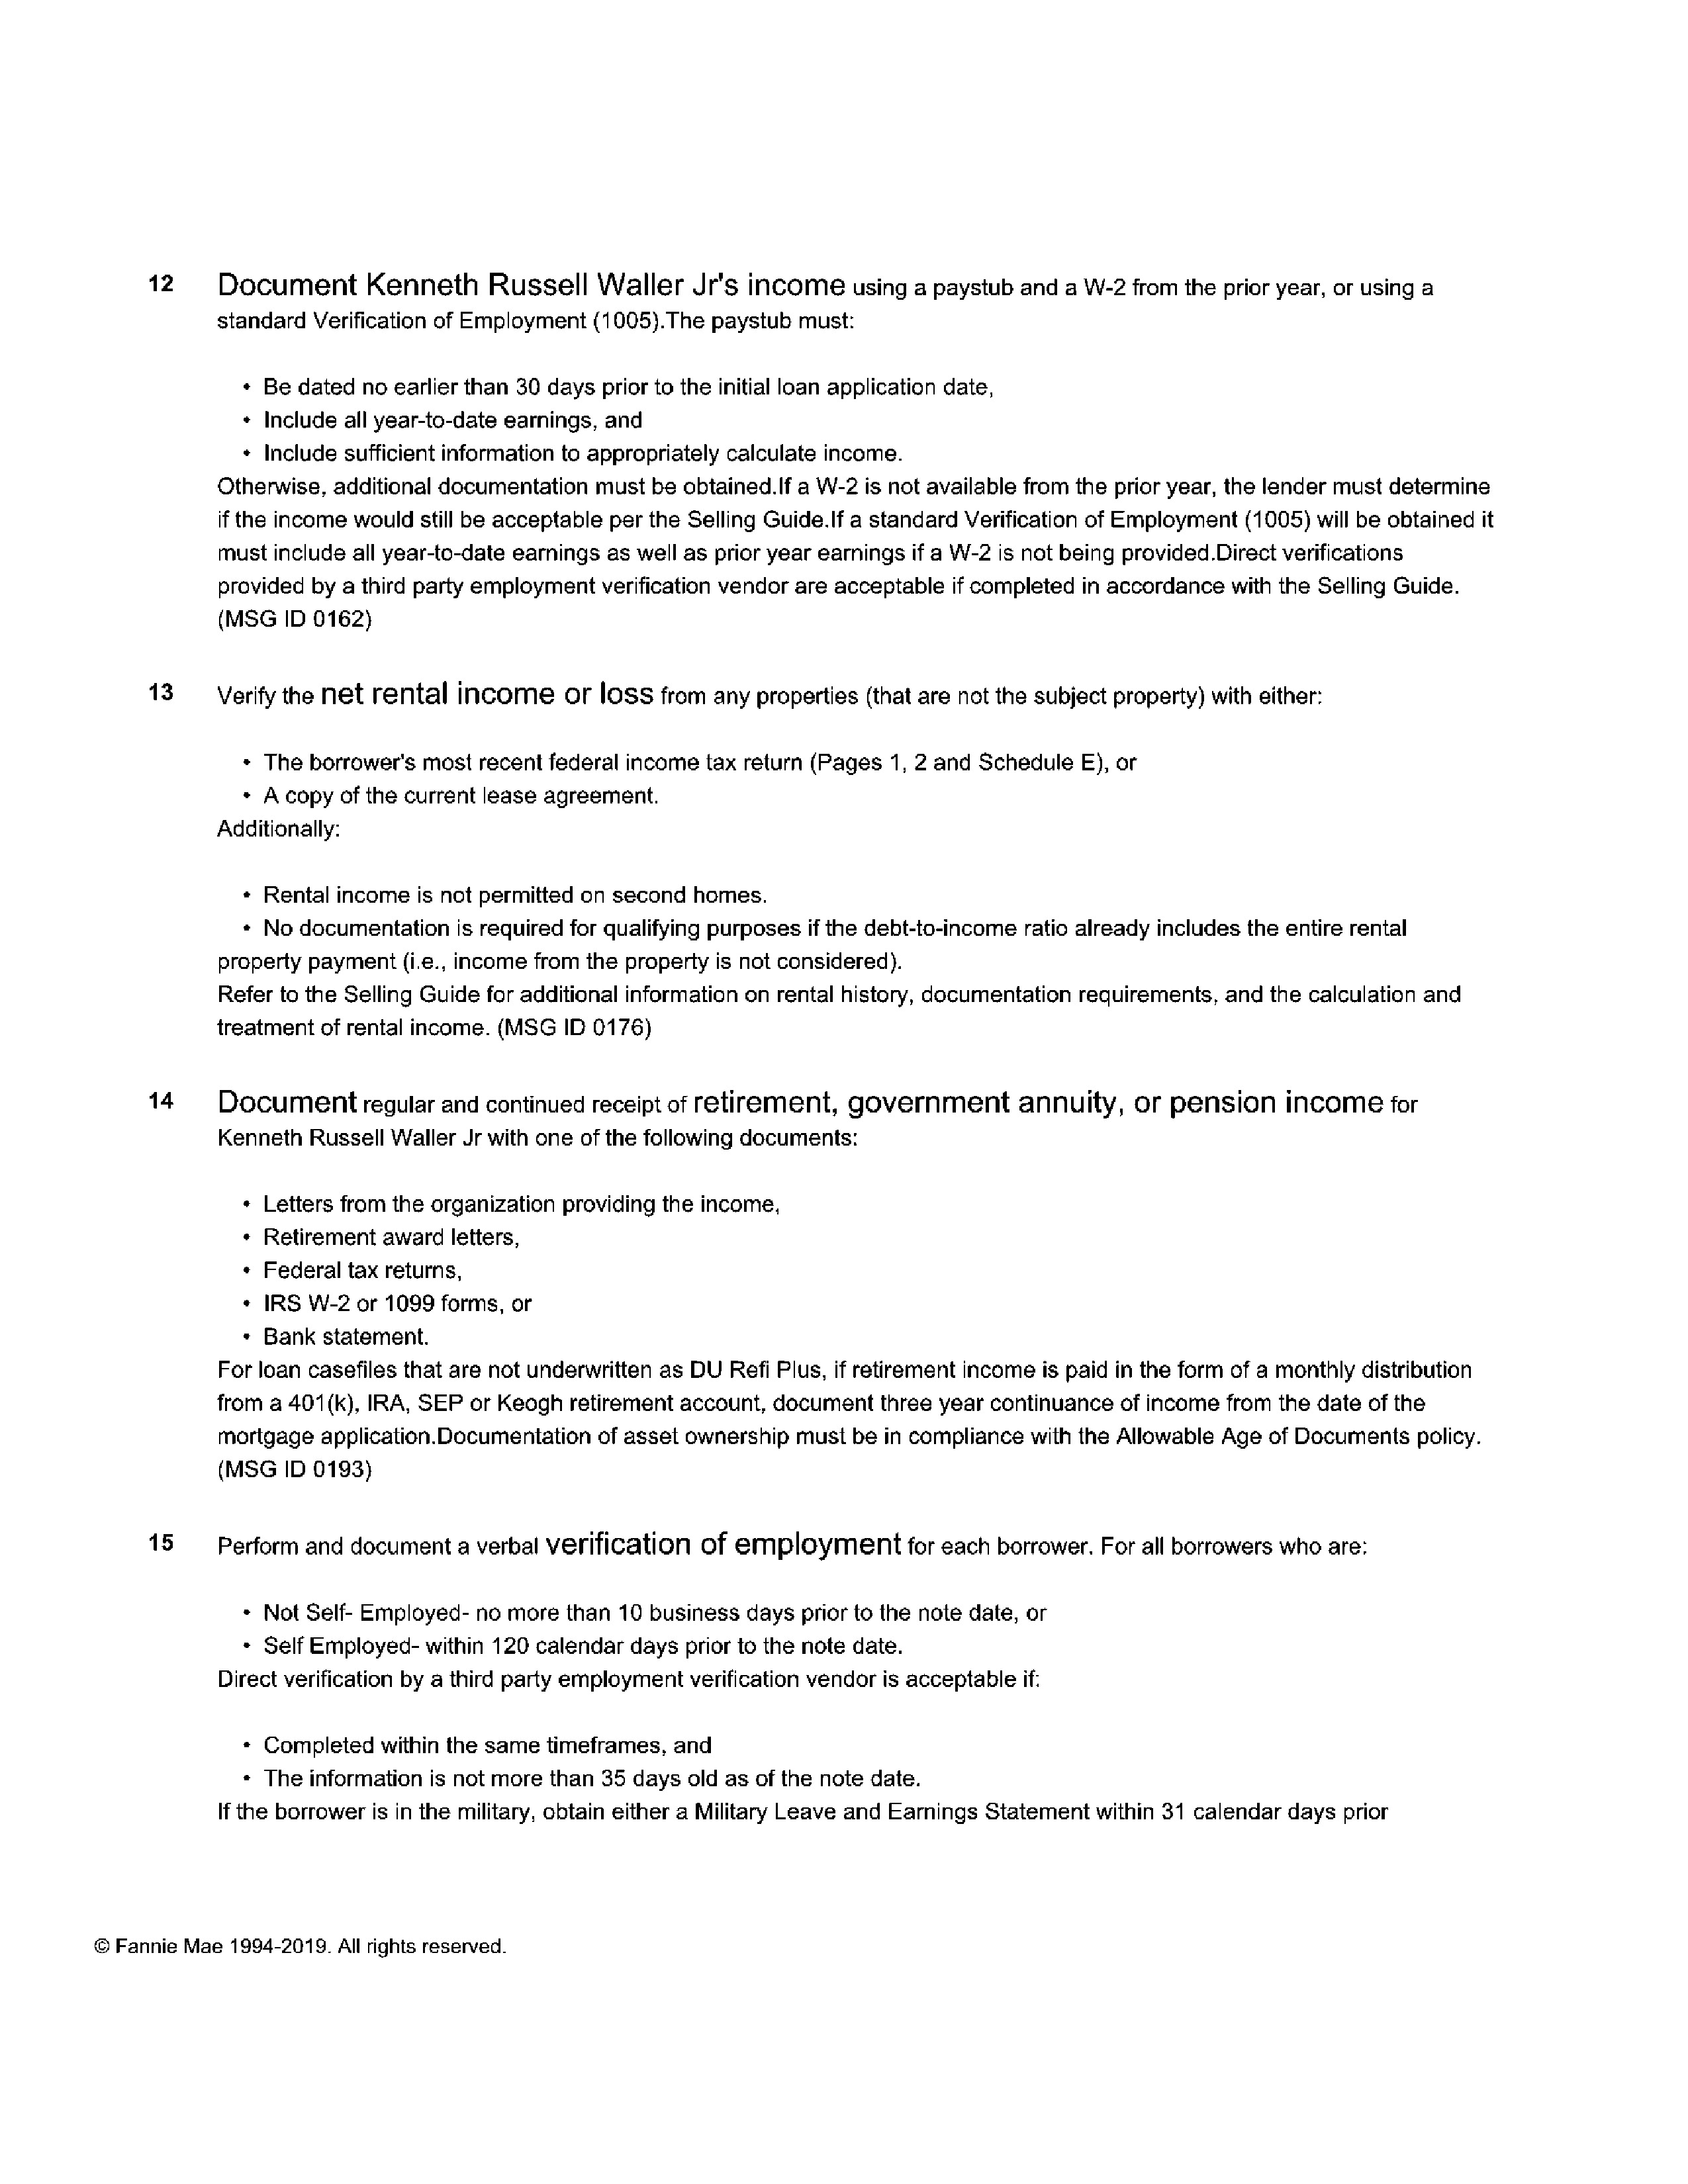 12 Document Kenneth Russell Waller Jr's income using a paystub and a W-2 from the prior year, or using a
standard Verification of Employment (1005).The paystub must:
• Be dated no earlier than 30 days prior to the initial loan application date,
• Include all year-to-date earnings, and
• Include sufficient information to appropriately calculate income.
Otherwise, additional documentation must be obtained.If a W-2 is not available from the prior year, the lender must determine
if the income would still be acceptable per the Selling Guide.If a standard Verification of Employment (1005) will be obtained it
must include all year-to-date earnings as well as prior year earnings if a W-2 is not being provided.Direct verifications
provided by a third party employment verification vendor are acceptable if completed in accordance with the Selling Guide.
(MSG ID 0162)
13 Verify the net rental income or loss from any properties (that are not the subject property) with either:
• The borrower's most recent federal income tax return (Pages 1, 2 and Schedule E), or
• A copy of the current lease agreement.
Additionally:
• Rental income is not permitted on second homes.
• No documentation is required for qualifying purposes if the debt-to-income ratio already includes the entire rental
property payment (i.e., income from the property is not considered).
Refer to the Selling Guide for additional information on rental history, documentation requirements, and the calculation and
treatment of rental income. (MSG ID 0176)
14 Document regular and continued receipt of retirement, government annuity, or pension income for
Kenneth Russell Waller Jr with one of the following documents:
• Letters from the organization providing the income,
• Retirement award letters,
• Federal tax returns,
• IRS W-2 or 1099 forms, or
• Bank statement.
For loan casefiles that are not underwritten as DU Refi Plus, if retirement income is paid in the form of a monthly distribution
from a 401(k), IRA, SEP or Keogh retirement account, document three year continuance of income from the date of the
mortgage application.Documentation of asset ownership must be in compliance with the Allowable Age of Documents policy.
(MSG ID 0193)
15 Perform and document a verbal verification of employment for each borrower. For all borrowers who are:
• Not Self- Employed- no more than 10 business days prior to the note date, or
• Self Employed- within 120 calendar days prior to the note date.
Direct verification by a third party employment verification vendor is acceptable if:
• Completed within the same timeframes, and
• The information is not more than 35 days old as of the note date.
If the borrower is in the military, obtain either a Military Leave and Earnings Statement within 31 calendar days prior
© Fannie Mae 1994-2019. All rights reserved.